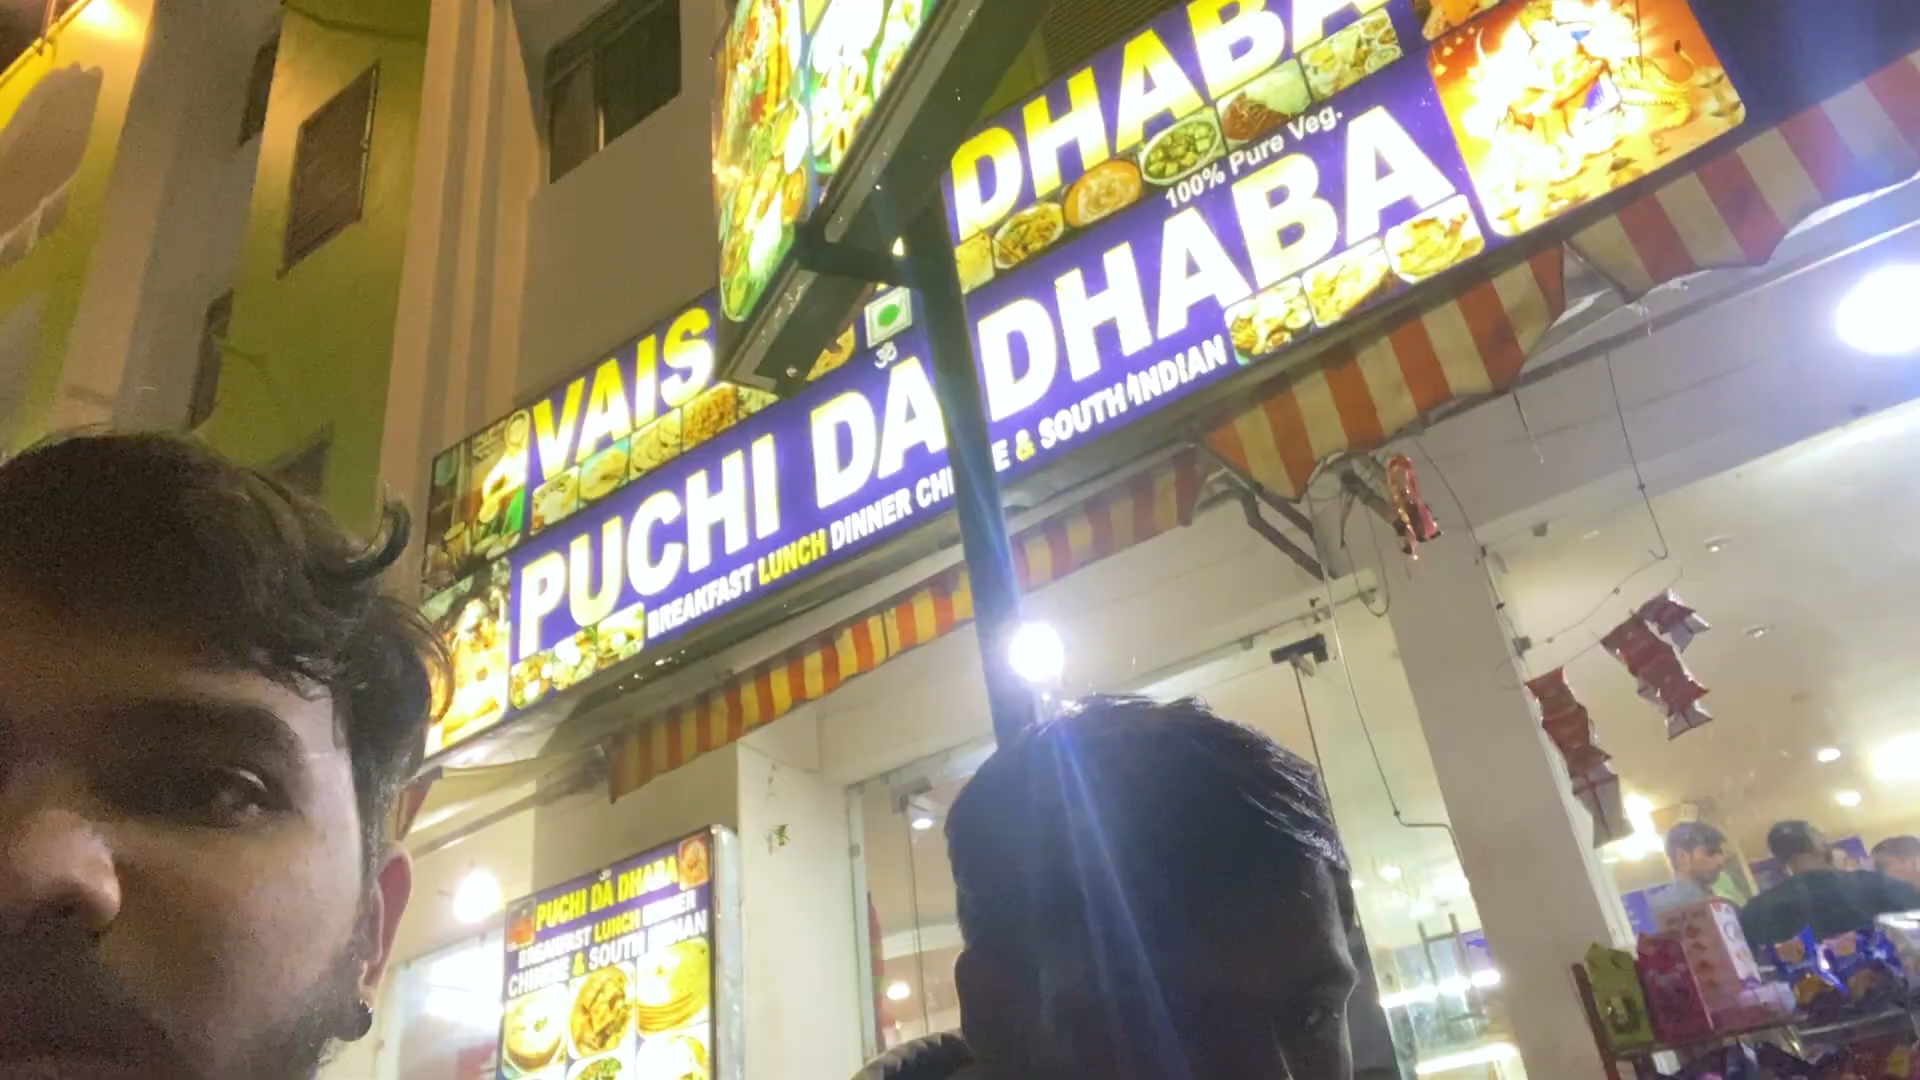 VAIS DHABA
100% Pure Veg.
ॐ
PUCHI DA DHABA
BREAKFAST LUNCH DINNER CHI E & SOUTH INDIAN
ॐ
PUCHI DA DHABA
BREAKFAST LUNCH DINNER
CHINESE & SOUTH INDIAN